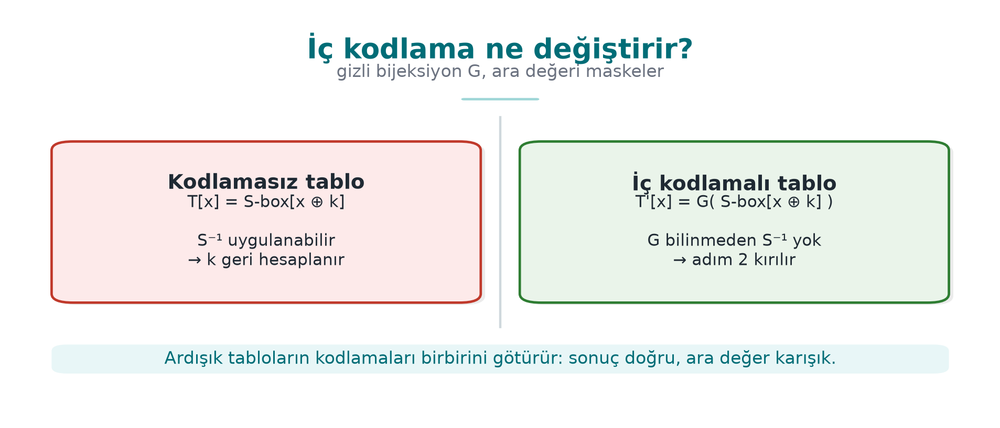 İç kodlama ne değiştirir?
gizli bijeksiyon G, ara değeri maskeler
Kodlamasız tablo
T[x] = S-box[x ⊕ k]
S⁻¹ uygulanabilir
→ k geri hesaplanır
İç kodlamalı tablo
T'[x] = G( S-box[x ⊕ k] )
G bilinmeden S⁻¹ yok
→ adım 2 kırılır
Ardışık tabloların kodlamaları birbirini götürür: sonuç doğru, ara değer karışık.